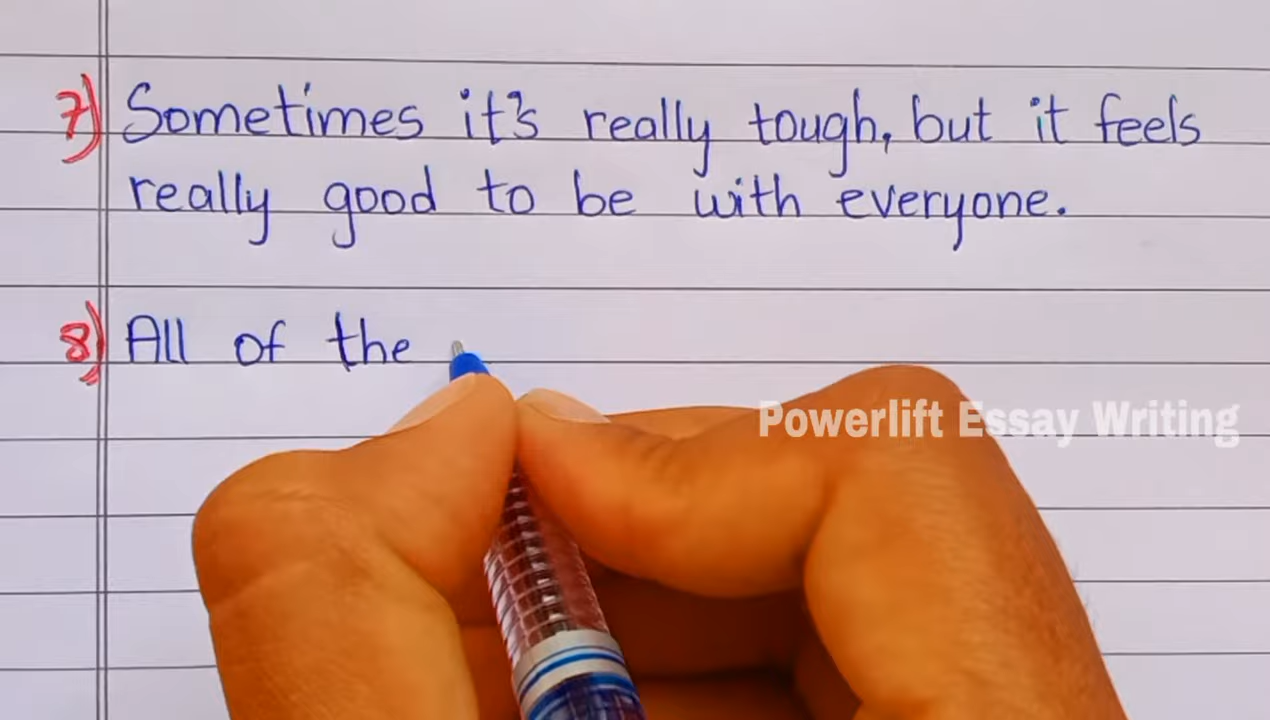 7) Sometimes it's really tough, but it feels
really good to be with everyone.
8) All of the
Powerlift Essay Writing